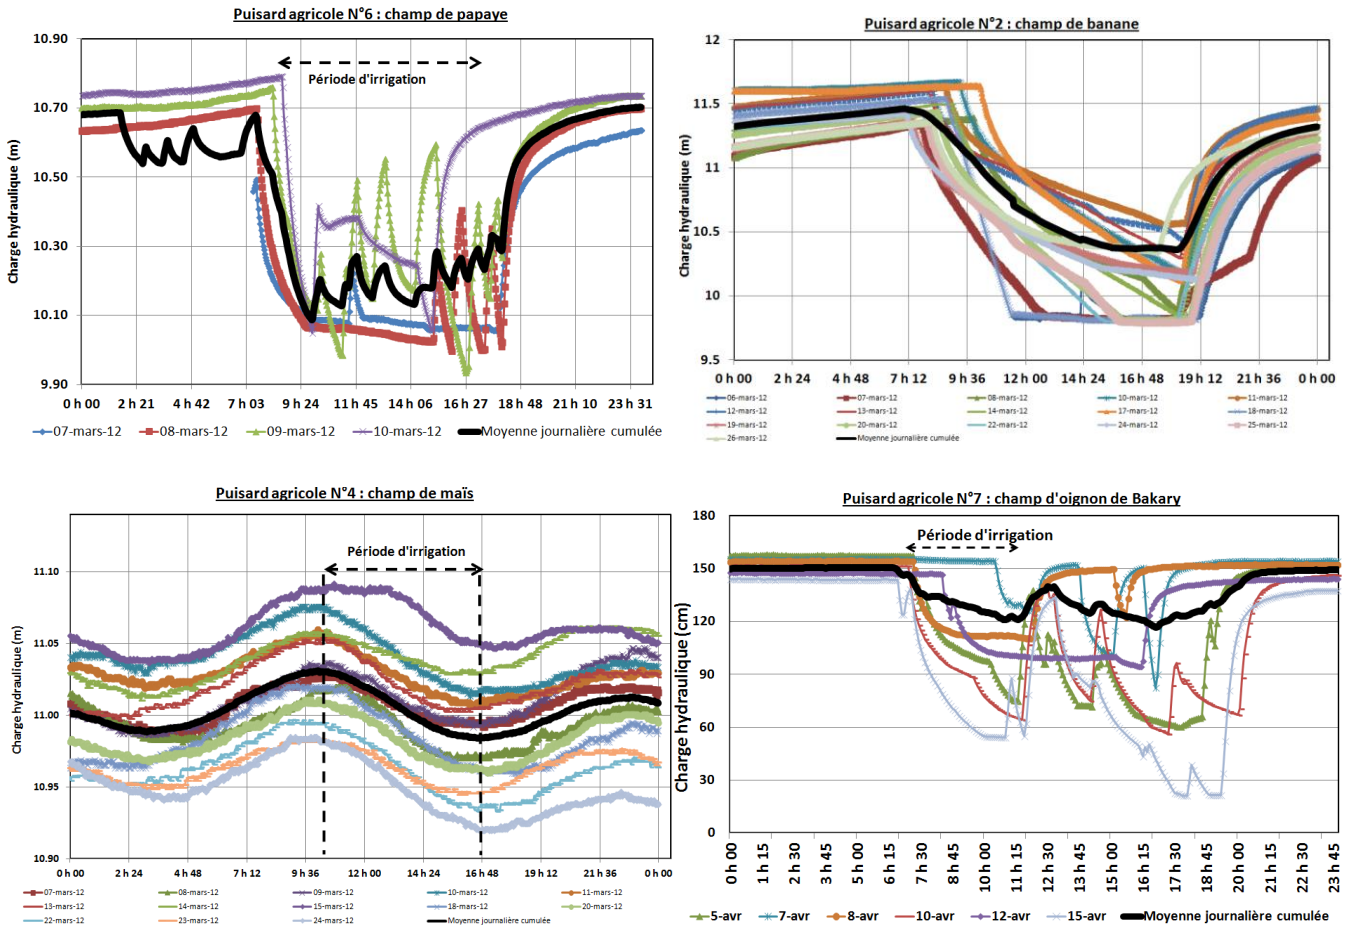 Puisard agricole N°6 : champ de papaye
Charge hydraulique (m)
10.90
10.70
10.50
10.30
10.10
9.90
Période d'irrigation
0 h 00 2 h 21 4 h 42 7 h 03 9 h 24 11 h 45 14 h 06 16 h 27 18 h 48 21 h 10 23 h 31
07-mars-12 08-mars-12 09-mars-12 10-mars-12 Moyenne journalière cumulée
Puisard agricole N°2 : champ de banane
Charge hydraulique (m)
12
11.5
11
10.5
10
9.5
0 h 00 2 h 24 4 h 48 7 h 12 9 h 36 12 h 00 14 h 24 16 h 48 19 h 12 21 h 36 0 h 00
06-mars-12 07-mars-12 08-mars-12 10-mars-12 11-mars-12
12-mars-12 13-mars-12 14-mars-12 17-mars-12 18-mars-12
19-mars-12 20-mars-12 22-mars-12 24-mars-12 25-mars-12
26-mars-12 Moyenne journalière cumulée
Puisard agricole N°4 : champ de maïs
Charge hydraulique (m)
11.10
11.05
11.00
10.95
10.90
Période d'irrigation
0 h 00 2 h 24 4 h 48 7 h 12 9 h 36 12 h 00 14 h 24 16 h 48 19 h 12 21 h 36 0 h 00
07-mars-12 08-mars-12 09-mars-12 10-mars-12 11-mars-12
13-mars-12 14-mars-12 15-mars-12 18-mars-12 20-mars-12
22-mars-12 23-mars-12 24-mars-12 Moyenne journalière cumulée
Puisard agricole N°7 : champ d'oignon de Bakary
Charge hydraulique (cm)
180
150
120
90
60
30
0
Période d'irrigation
0 h 00 1 h 15 2 h 30 3 h 45 5 h 00 6 h 15 7 h 30 8 h 45 10 h 00 11 h 15 12 h 30 13 h 45 15 h 00 16 h 15 17 h 30 18 h 45 20 h 00 21 h 15 22 h 30 23 h 45
5-avr 7-avr 8-avr 10-avr 12-avr 15-avr Moyenne journalière cumulée